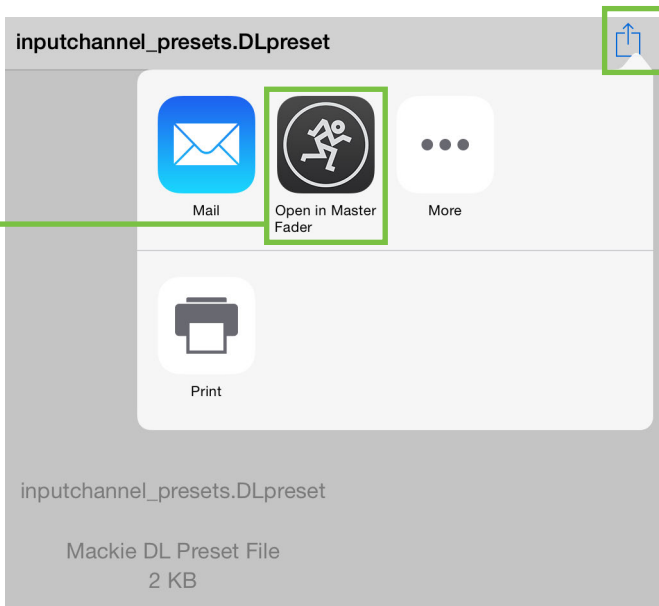 inputchannel_presets.DLpreset
Mail
Open in Master
Fader
More
Print
inputchannel_presets.DLpreset
Mackie DL Preset File
2 KB